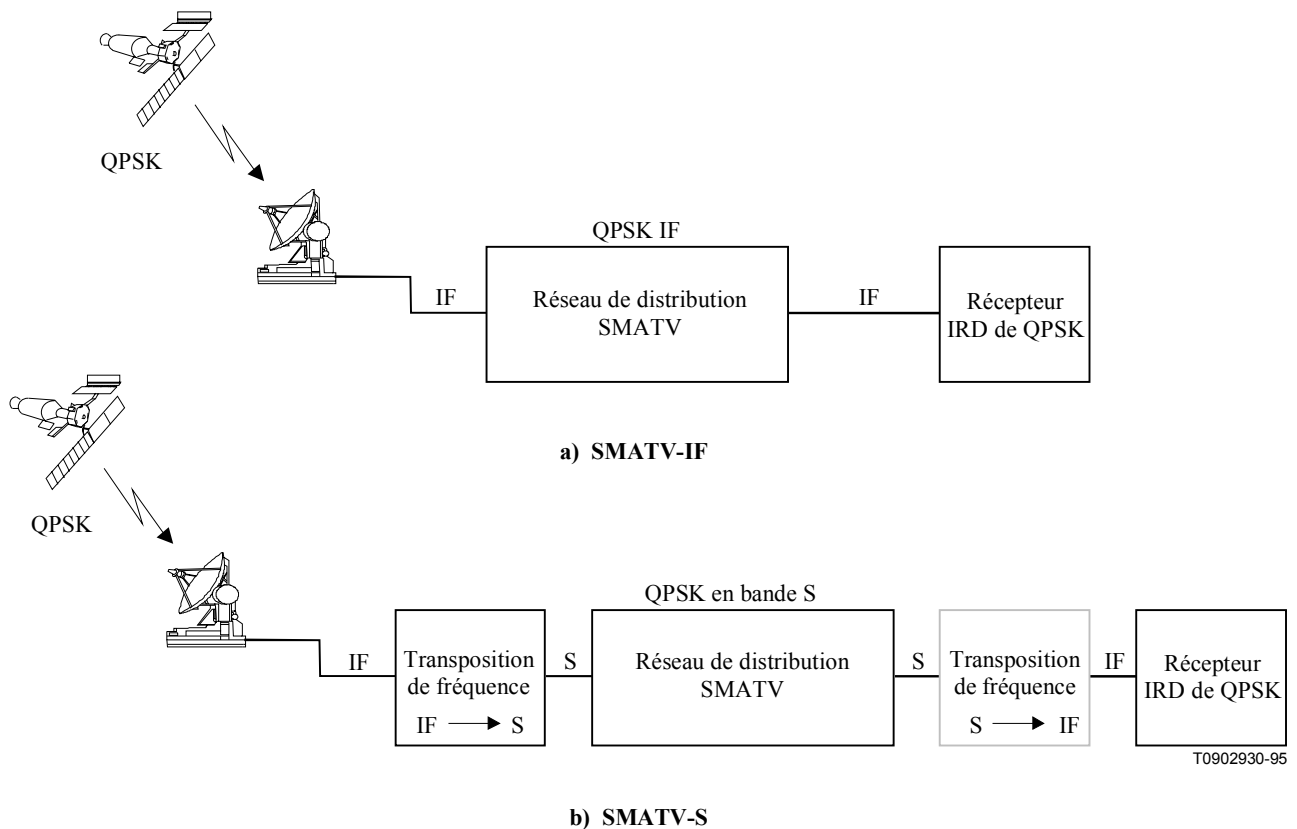 QPSK
QPSK IF
IF
Réseau de distribution
SMATV
IF
Récepteur
IRD de QPSK
a) SMATV-IF
QPSK
QPSK en bande S
IF
Transposition
de fréquence
IF → S
S
Réseau de distribution
SMATV
S
Transposition
de fréquence
S → IF
IF
Récepteur
IRD de QPSK
T0902930-95
b) SMATV-S